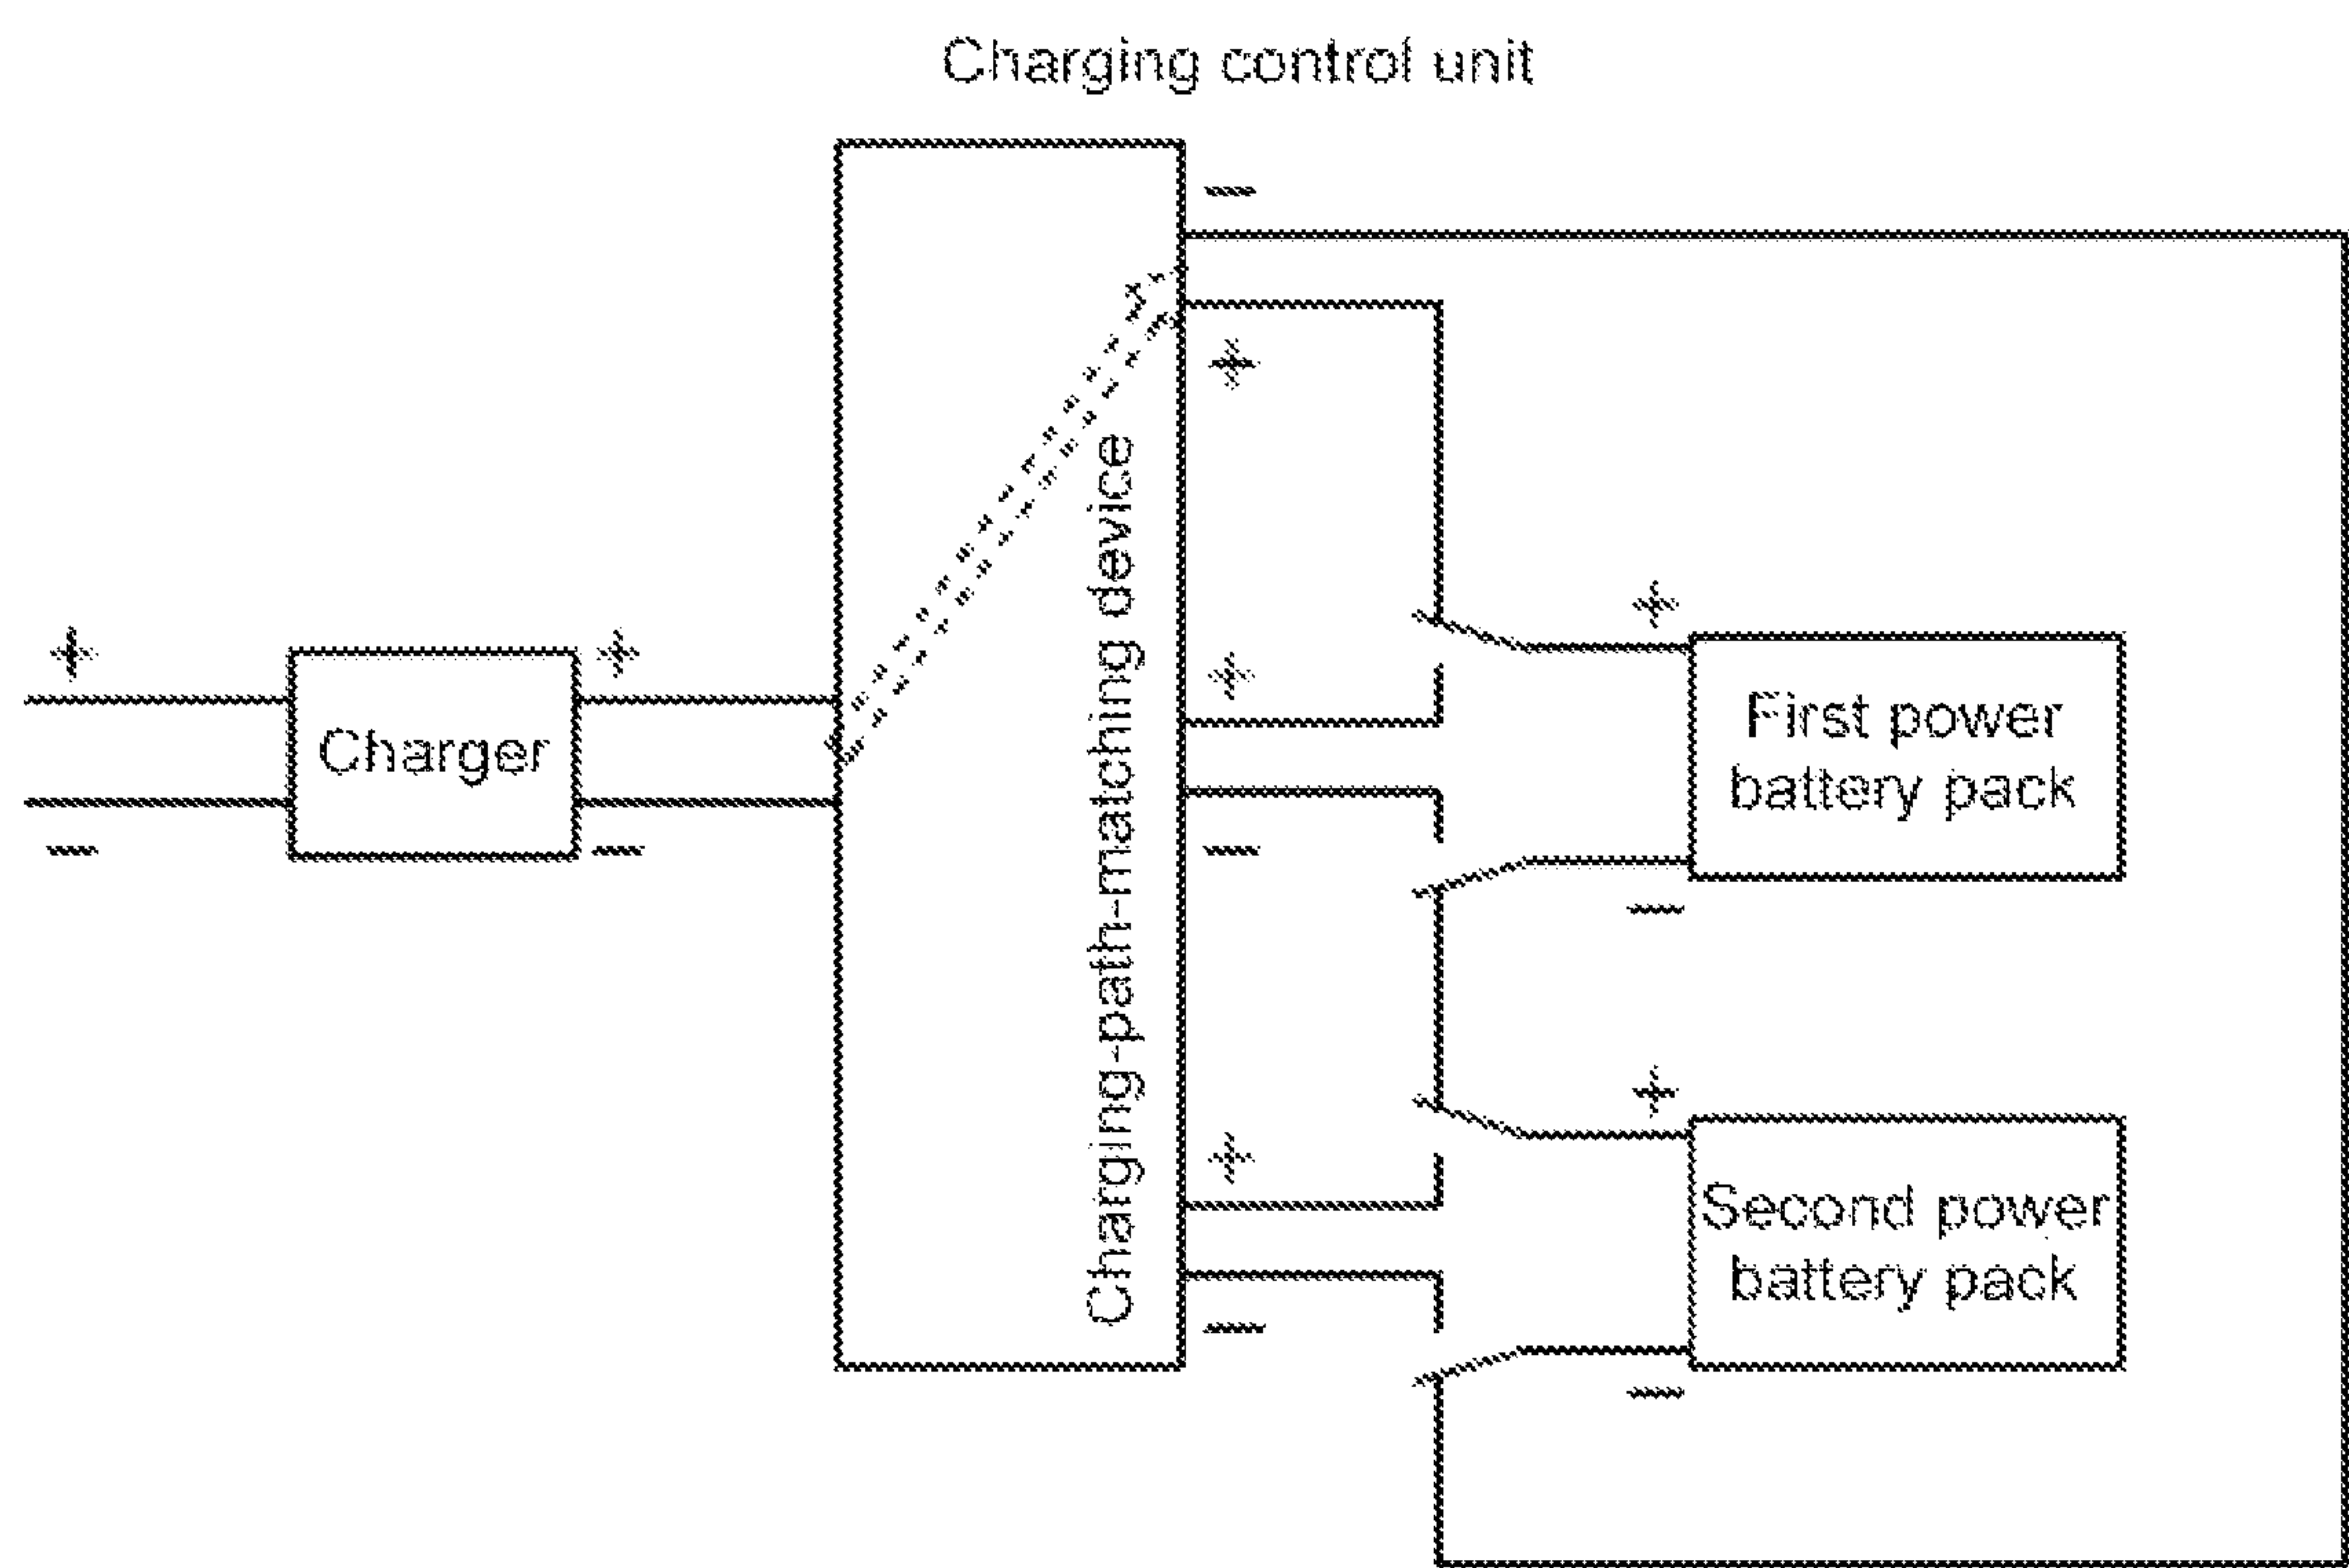 Charging control unit
−
+
+
+
+
+
Charger
Charging-path-matching device
First power
battery pack
−
−
−
−
+
+
Second power
battery pack
−
−